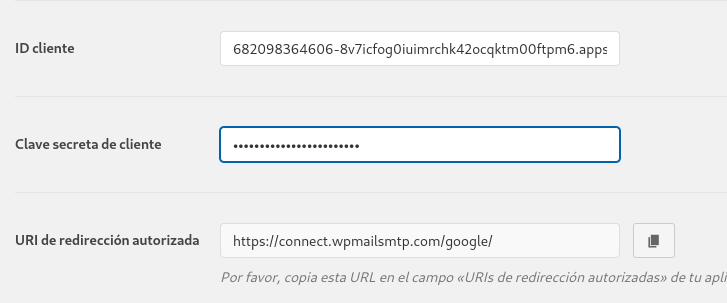 ID cliente
682098364606-8v7icfog0iuimrchk42ocqktm00ftpm6.apps
Clave secreta de cliente
••••••••••••••••••••••••
URI de redirección autorizada
https://connect.wpmailsmtp.com/google/
Por favor, copia esta URL en el campo «URIs de redirección autorizadas» de tu apli